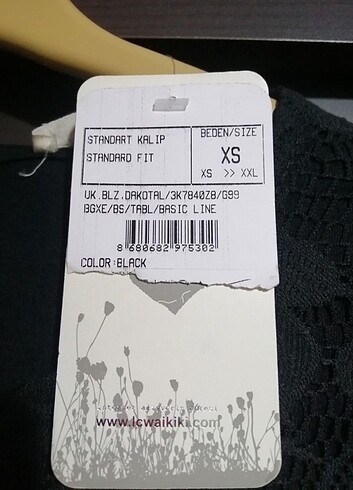 STANDART KALIP
STANDARD FIT
BEDEN/SIZE
XS
XS >> XXL
UK.BLZ.DAKOTAL/3K7840Z8/G99
BGXE/BS/TABL/BASIC LINE
8 680682 975302
COLOR:BLACK
www.lcwaikiki.com